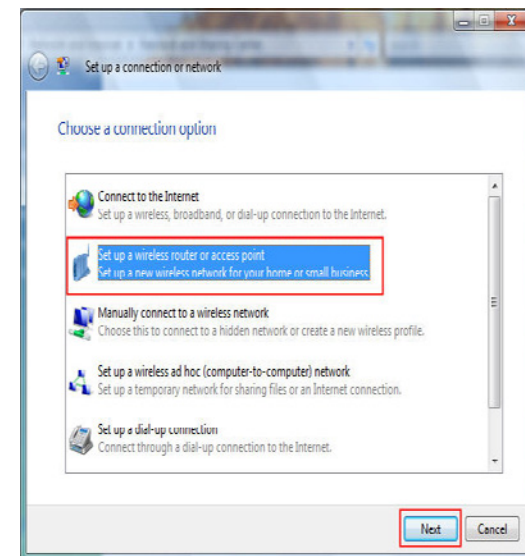 Set up a connection or network
Choose a connection option
Connect to the Internet
Set up a wireless, broadband, or dial-up connection to the Internet.
Set up a wireless router or access point
Set up a new wireless network for your home or small business.
Manually connect to a wireless network
Choose this to connect to a hidden network or create a new wireless profile.
Set up a wireless ad hoc (computer-to-computer) network
Set up a temporary network for sharing files or an Internet connection.
Set up a dial-up connection
Connect through a dial-up connection to the Internet.
Next
Cancel